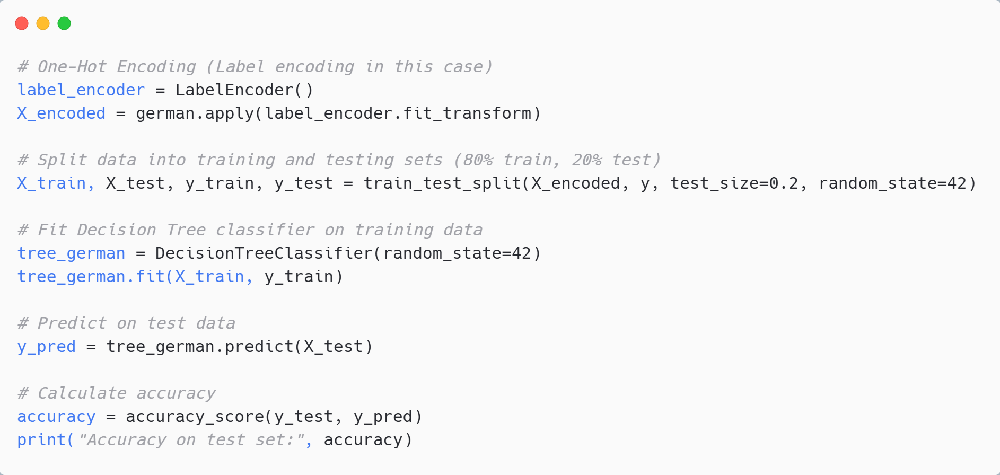 # One-Hot Encoding (Label encoding in this case)
label_encoder = LabelEncoder()
X_encoded = german.apply(label_encoder.fit_transform)
# Split data into training and testing sets (80% train, 20% test)
X_train, X_test, y_train, y_test = train_test_split(X_encoded, y, test_size=0.2, random_state=42)
# Fit Decision Tree classifier on training data
tree_german = DecisionTreeClassifier(random_state=42)
tree_german.fit(X_train, y_train)
# Predict on test data
y_pred = tree_german.predict(X_test)
# Calculate accuracy
accuracy = accuracy_score(y_test, y_pred)
print("Accuracy on test set:", accuracy)